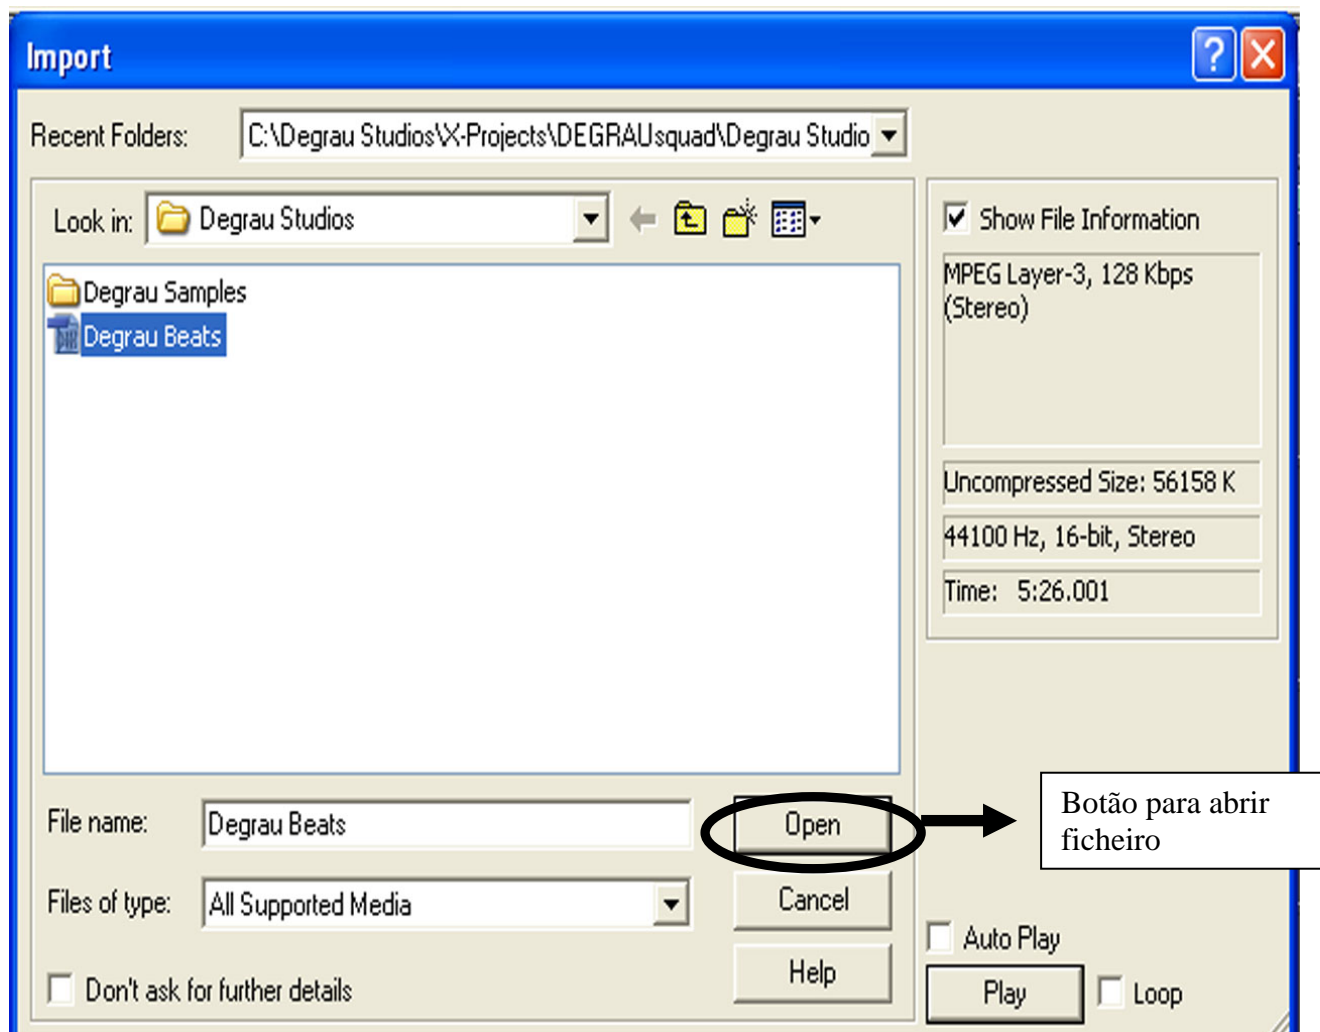 Import
Recent Folders: C:\Degrau Studios\X-Projects\DEGRAUsquad\Degrau Studio
Look in: Degrau Studios
Degrau Samples
Degrau Beats
Show File Information
MPEG Layer-3, 128 Kbps
(Stereo)
Uncompressed Size: 56158 K
44100 Hz, 16-bit, Stereo
Time: 5:26.001
File name: Degrau Beats
Open
Botão para abrir
ficheiro
Files of type: All Supported Media
Cancel
Don't ask for further details
Help
Auto Play
Play
Loop